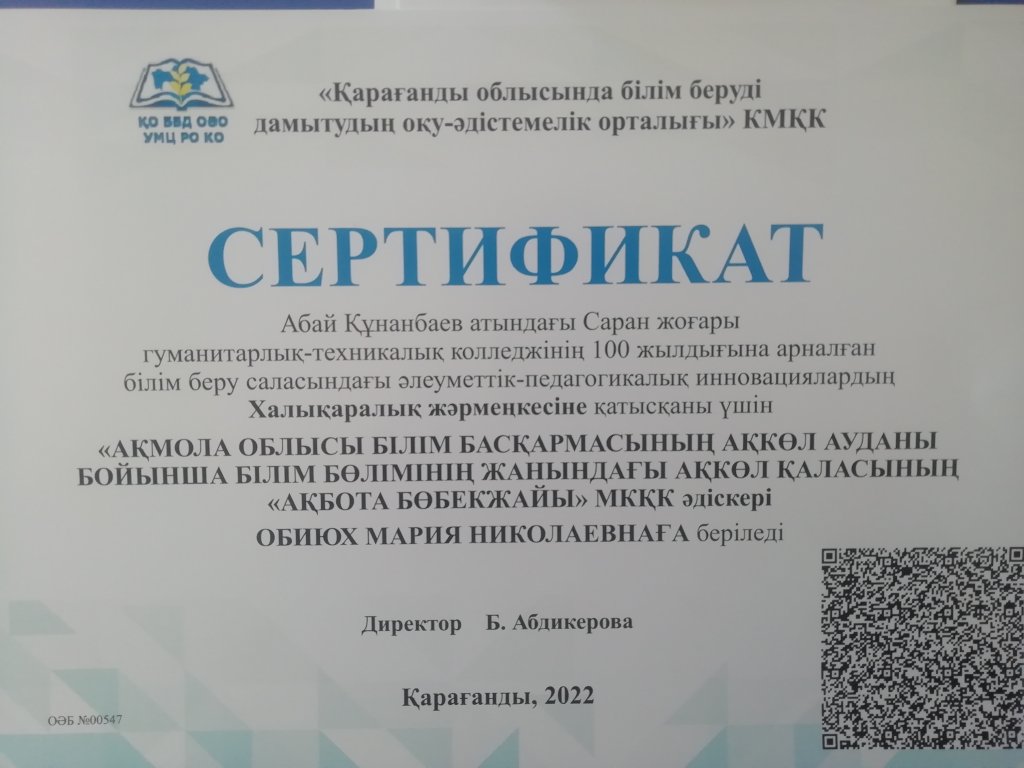 «Қарағанды облысында білім беруді
дамытудың оқу-әдістемелік орталығы» КМҚК
ҚО ББД ОӘО
УМЦ РО КО
СЕРТИФИКАТ
Абай Құнанбаев атындағы Саран жоғары
гуманитарлық-техникалық колледжінің 100 жылдығына арналған
білім беру саласындағы әлеуметтік-педагогикалық инновациялардың
Халықаралық жәрмеңкесіне қатысқаны үшін
«АҚМОЛА ОБЛЫСЫ БІЛІМ БАСҚАРМАСЫНЫҢ АҚКӨЛ АУДАНЫ
БОЙЫНША БІЛІМ БӨЛІМІНІҢ ЖАНЫНДАҒЫ АҚКӨЛ ҚАЛАСЫНЫҢ
«АҚБОТА БӨБЕКЖАЙЫ» МКҚК әдіскері
ОБИЮХ МАРИЯ НИКОЛАЕВНАҒА беріледі
Директор Б. Абдикерова
Қарағанды, 2022
ОӘБ №00547